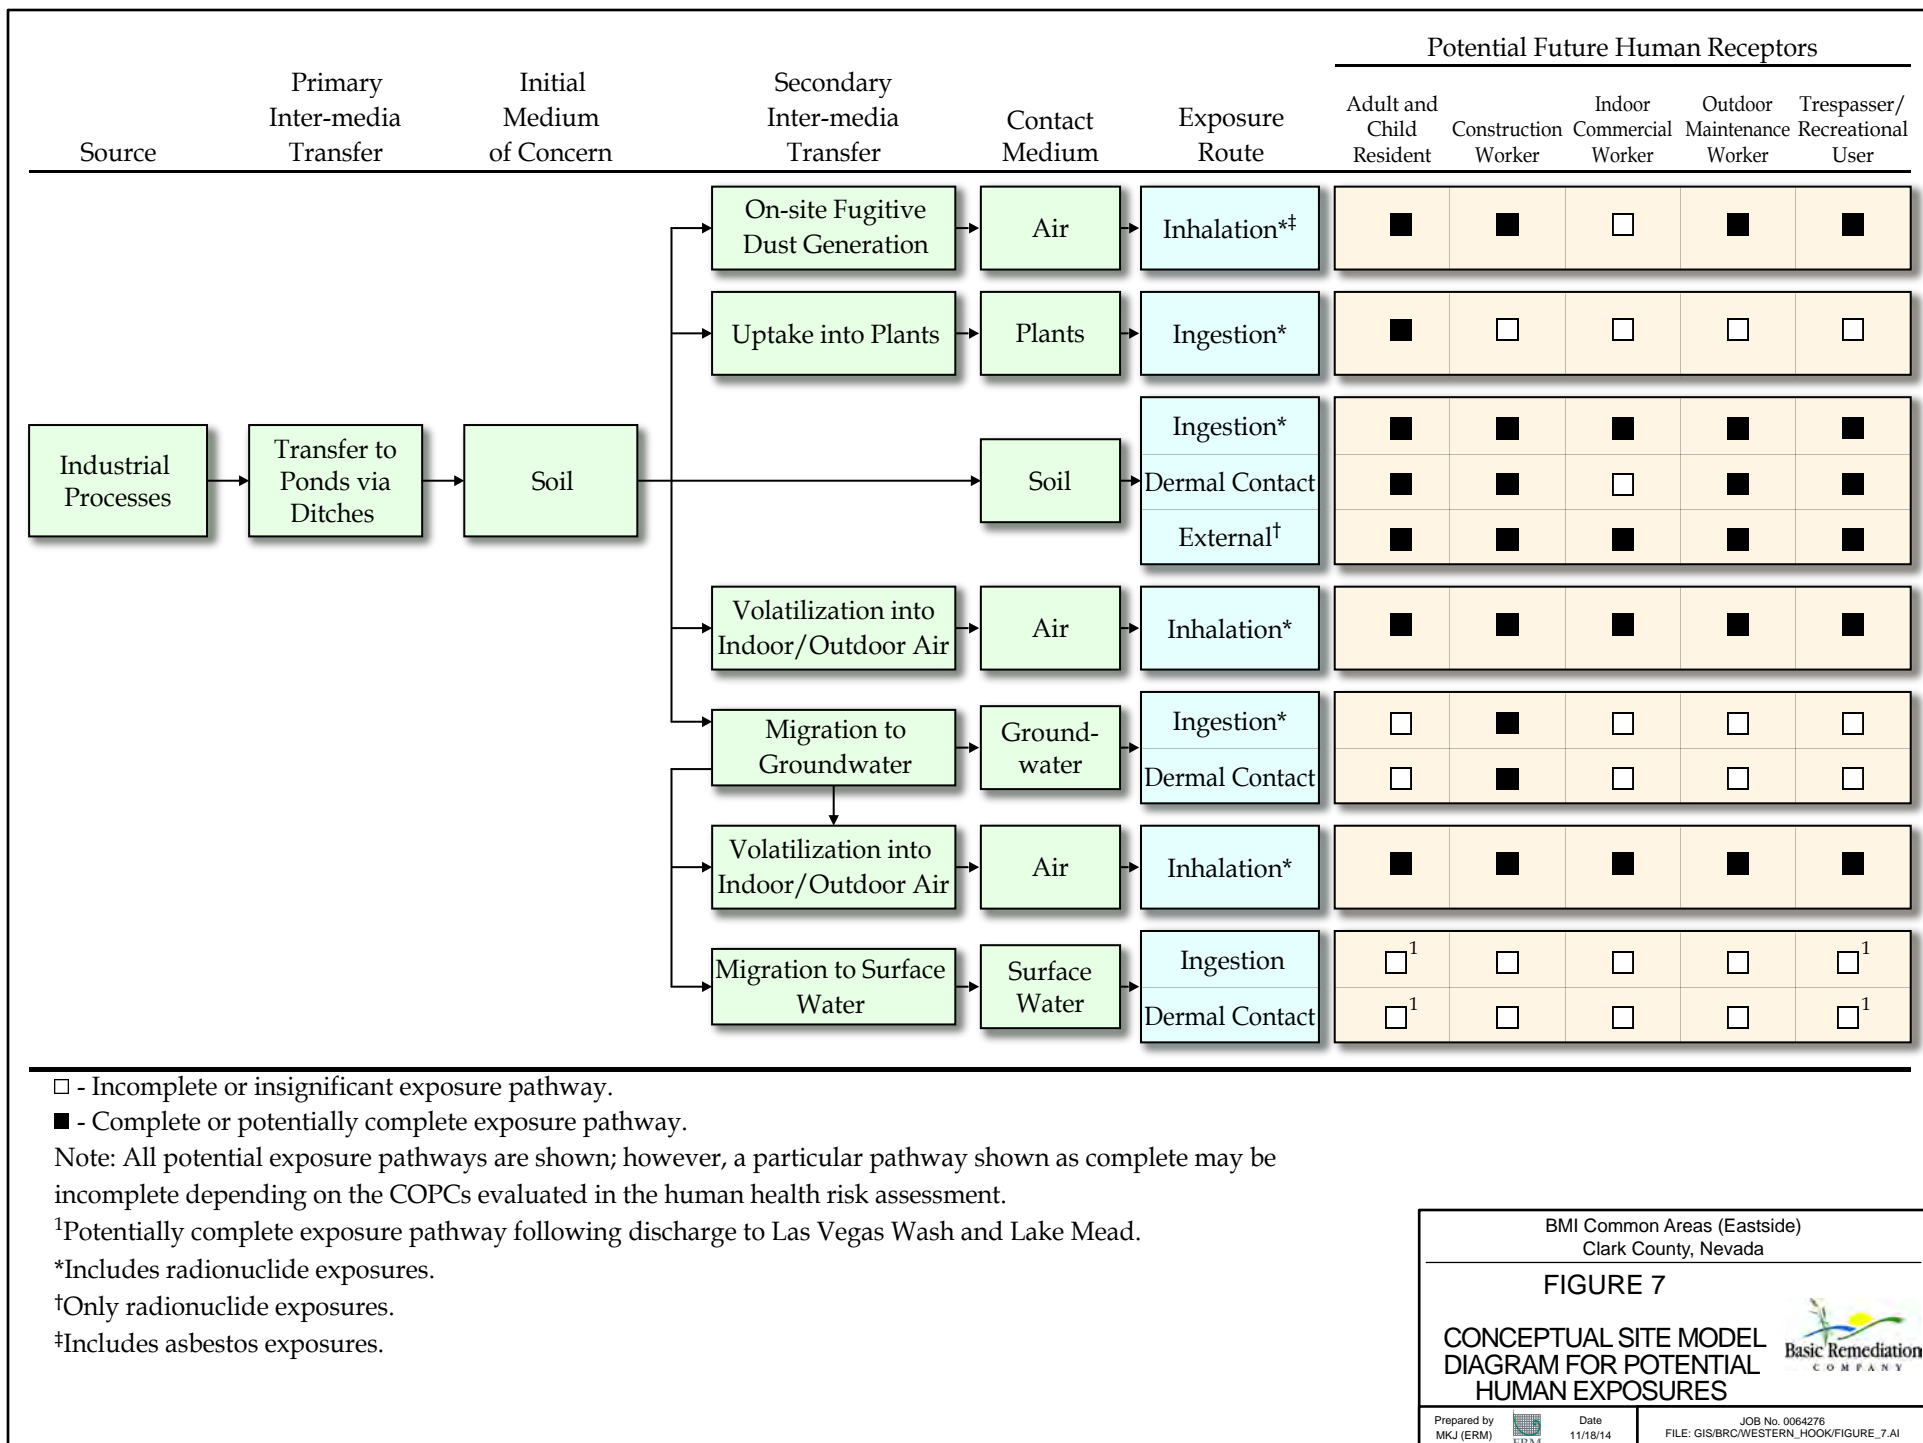 Potential Future Human Receptors
Source
Primary
Inter-media
Transfer
Initial
Medium
of Concern
Secondary
Inter-media
Transfer
Contact
Medium
Exposure
Route
Adult and
Child
Resident
Construction
Worker
Indoor
Commercial
Worker
Outdoor
Maintenance
Worker
Trespasser/
Recreational
User
On-site Fugitive
Dust Generation
Air
Inhalation*‡
Uptake into Plants
Plants
Ingestion*
Industrial
Processes
Transfer to
Ponds via
Ditches
Soil
Soil
Ingestion*
Dermal Contact
External†
Volatilization into
Indoor/Outdoor Air
Air
Inhalation*
Migration to
Groundwater
Ground-
water
Ingestion*
Dermal Contact
Volatilization into
Indoor/Outdoor Air
Air
Inhalation*
Migration to Surface
Water
Surface
Water
Ingestion
□1 □ □ □ □1
Dermal Contact
□1 □ □ □ □1
□ - Incomplete or insignificant exposure pathway.
■ - Complete or potentially complete exposure pathway.
Note: All potential exposure pathways are shown; however, a particular pathway shown as complete may be
incomplete depending on the COPCs evaluated in the human health risk assessment.
1Potentially complete exposure pathway following discharge to Las Vegas Wash and Lake Mead.
*Includes radionuclide exposures.
†Only radionuclide exposures.
‡Includes asbestos exposures.
BMI Common Areas (Eastside)
Clark County, Nevada
FIGURE 7
CONCEPTUAL SITE MODEL
DIAGRAM FOR POTENTIAL
HUMAN EXPOSURES
Basic Remediation
COMPANY
Prepared by
MKJ (ERM)
ERM
Date
11/18/14
JOB No. 0064276
FILE: GIS/BRC/WESTERN_HOOK/FIGURE_7.AI